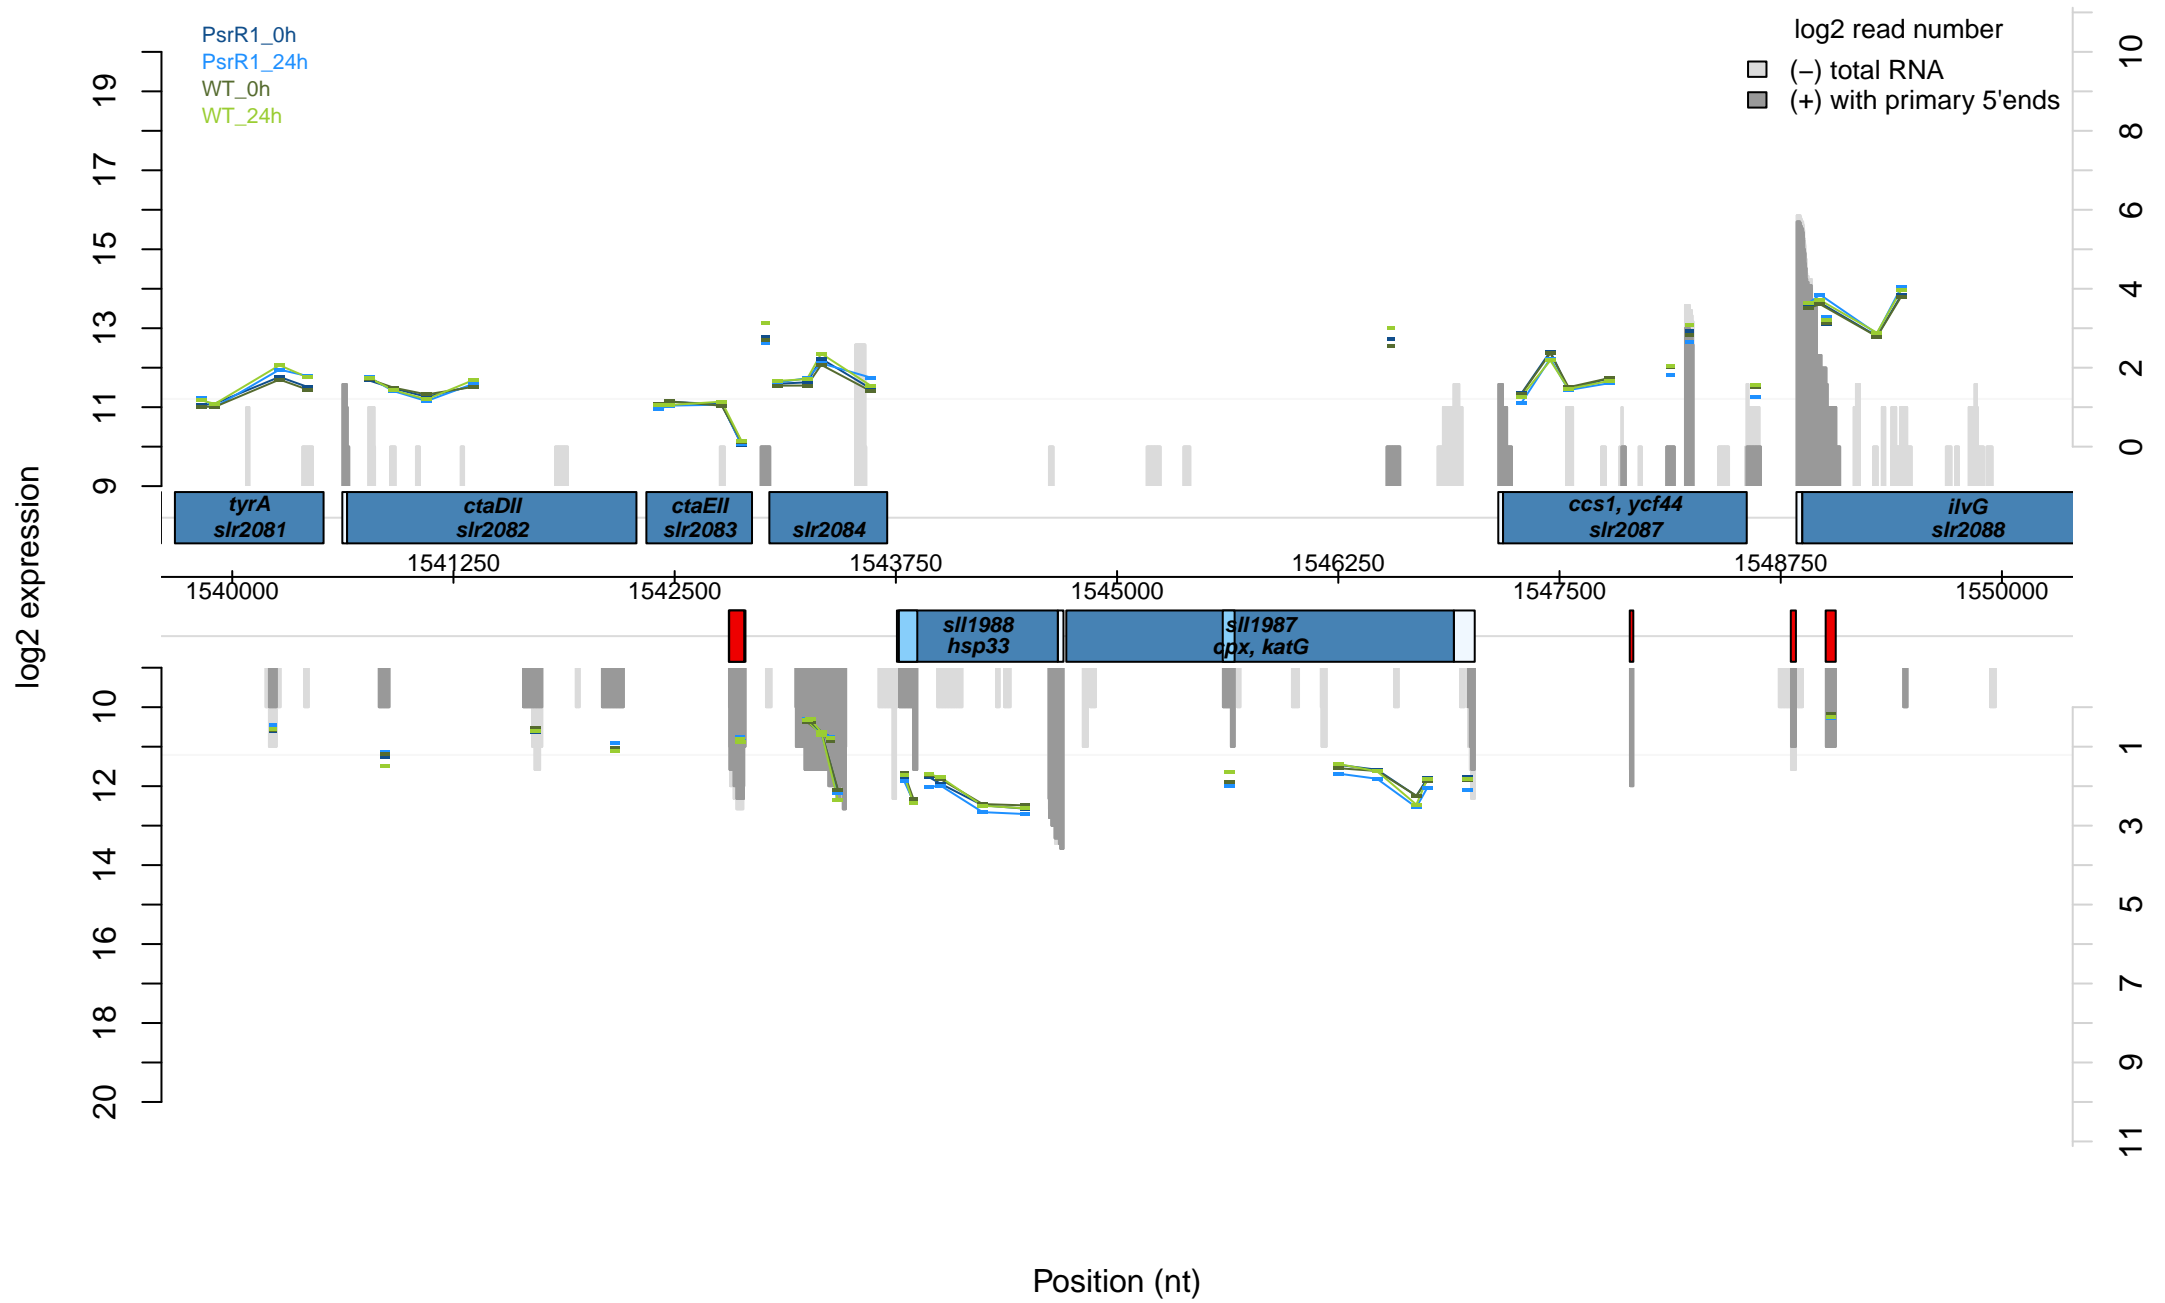 PsrR1_0h
PsrR1_24h
WT_0h
WT_24h
log2 read number
(−) total RNA
(+) with primary 5'ends
19
17
15
13
11
9
10
8
6
4
2
0
log2 expression
tyrA
slr2081
ctaDII
slr2082
ctaEII
slr2083
slr2084
ccs1, ycf44
slr2087
ilvG
slr2088
1541250
1543750
1546250
1548750
1540000
1542500
1545000
1547500
1550000
sll1988
hsp33
sll1987
cpx, katG
10
12
14
16
18
20
1
3
5
7
9
11
Position (nt)